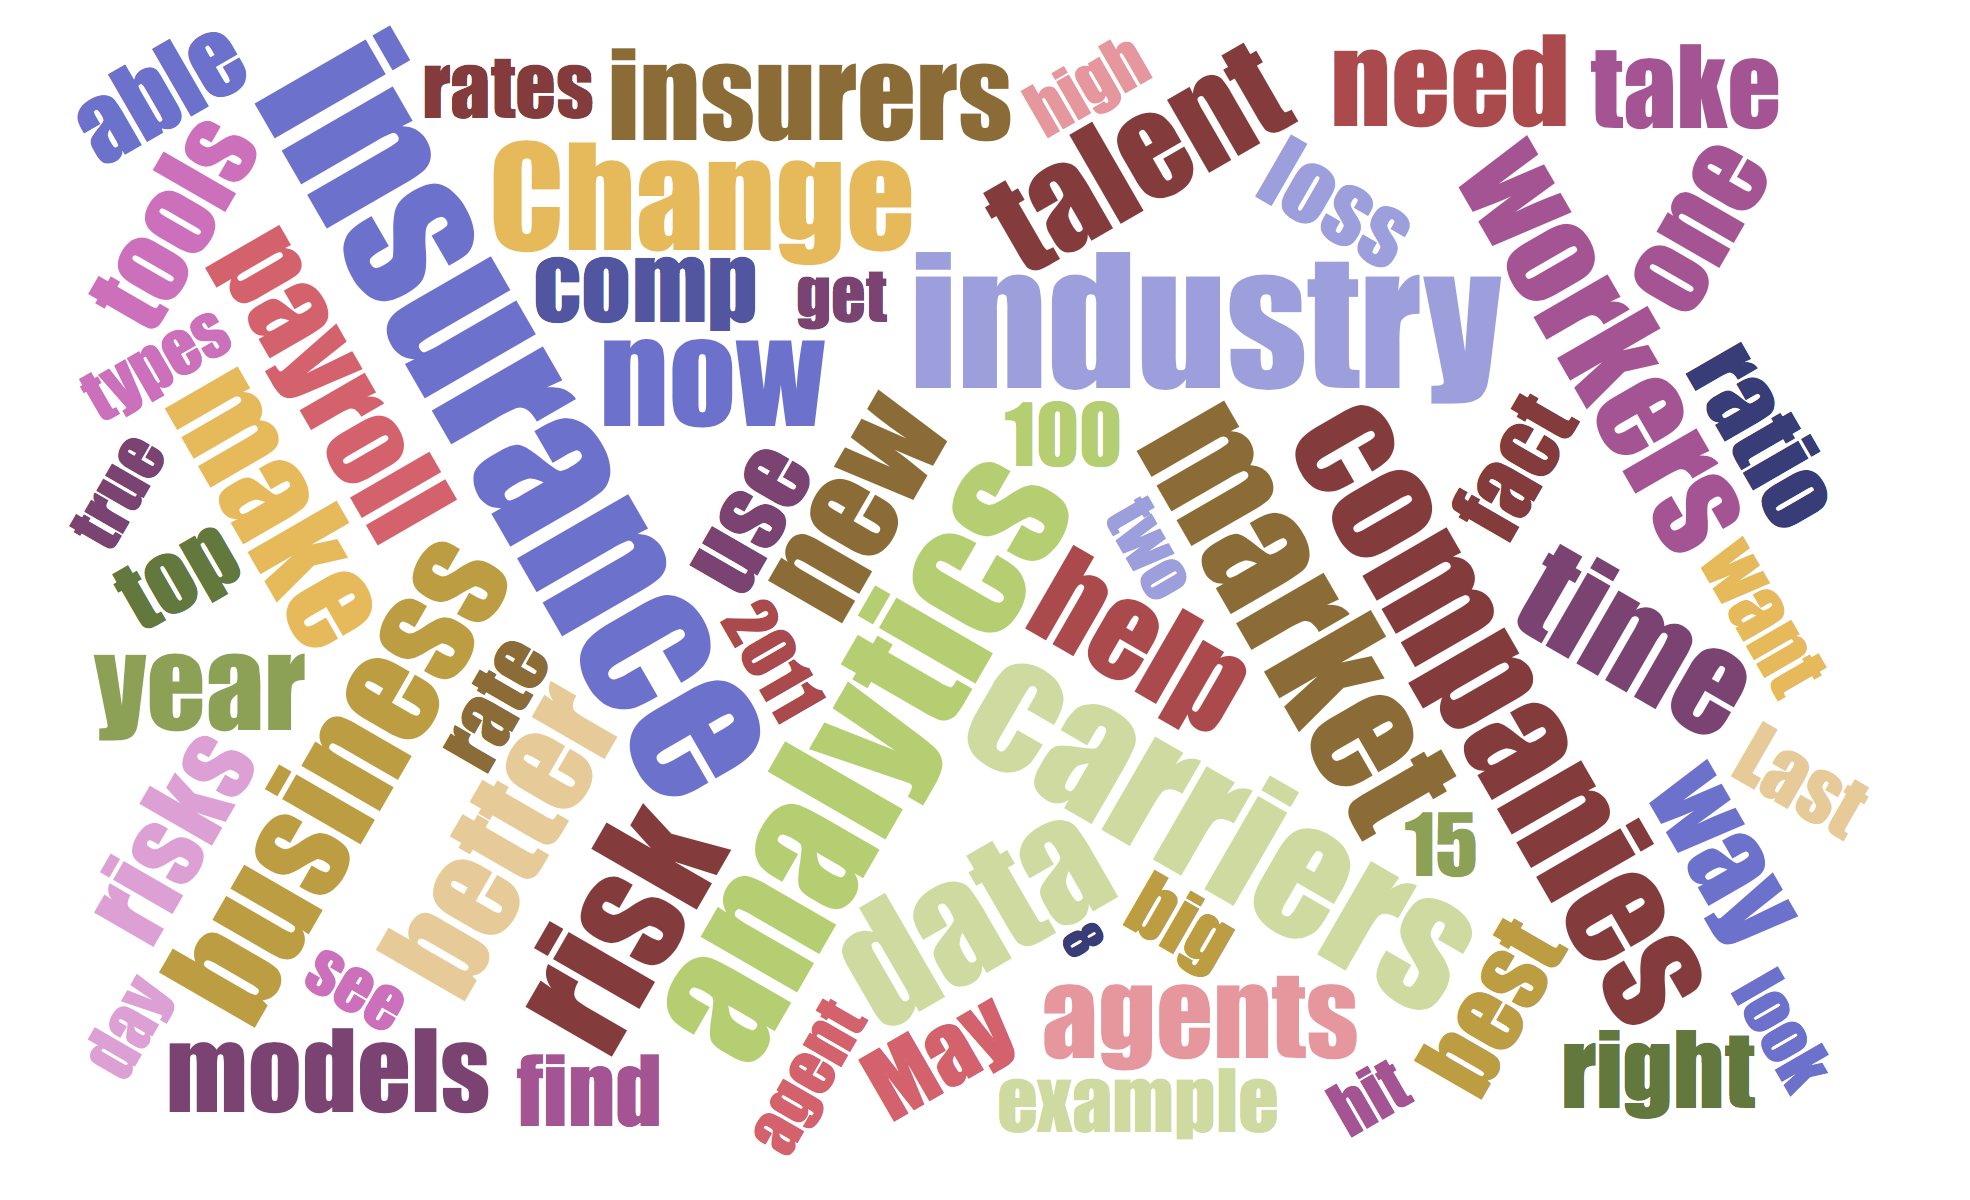 able
insurance
rates
insurers
high
talent
need
take
tools
Change
loss
workers
one
payroll
comp
get
industry
types
now
ratio
make
new
100
market
companies
fact
true
use
analytics
two
top
help
time
want
business
2011
year
rate
carriers
better
Last
risks
risk
data
15
way
big
8
best
see
day
agents
look
models
find
agent
May
example
hit
right